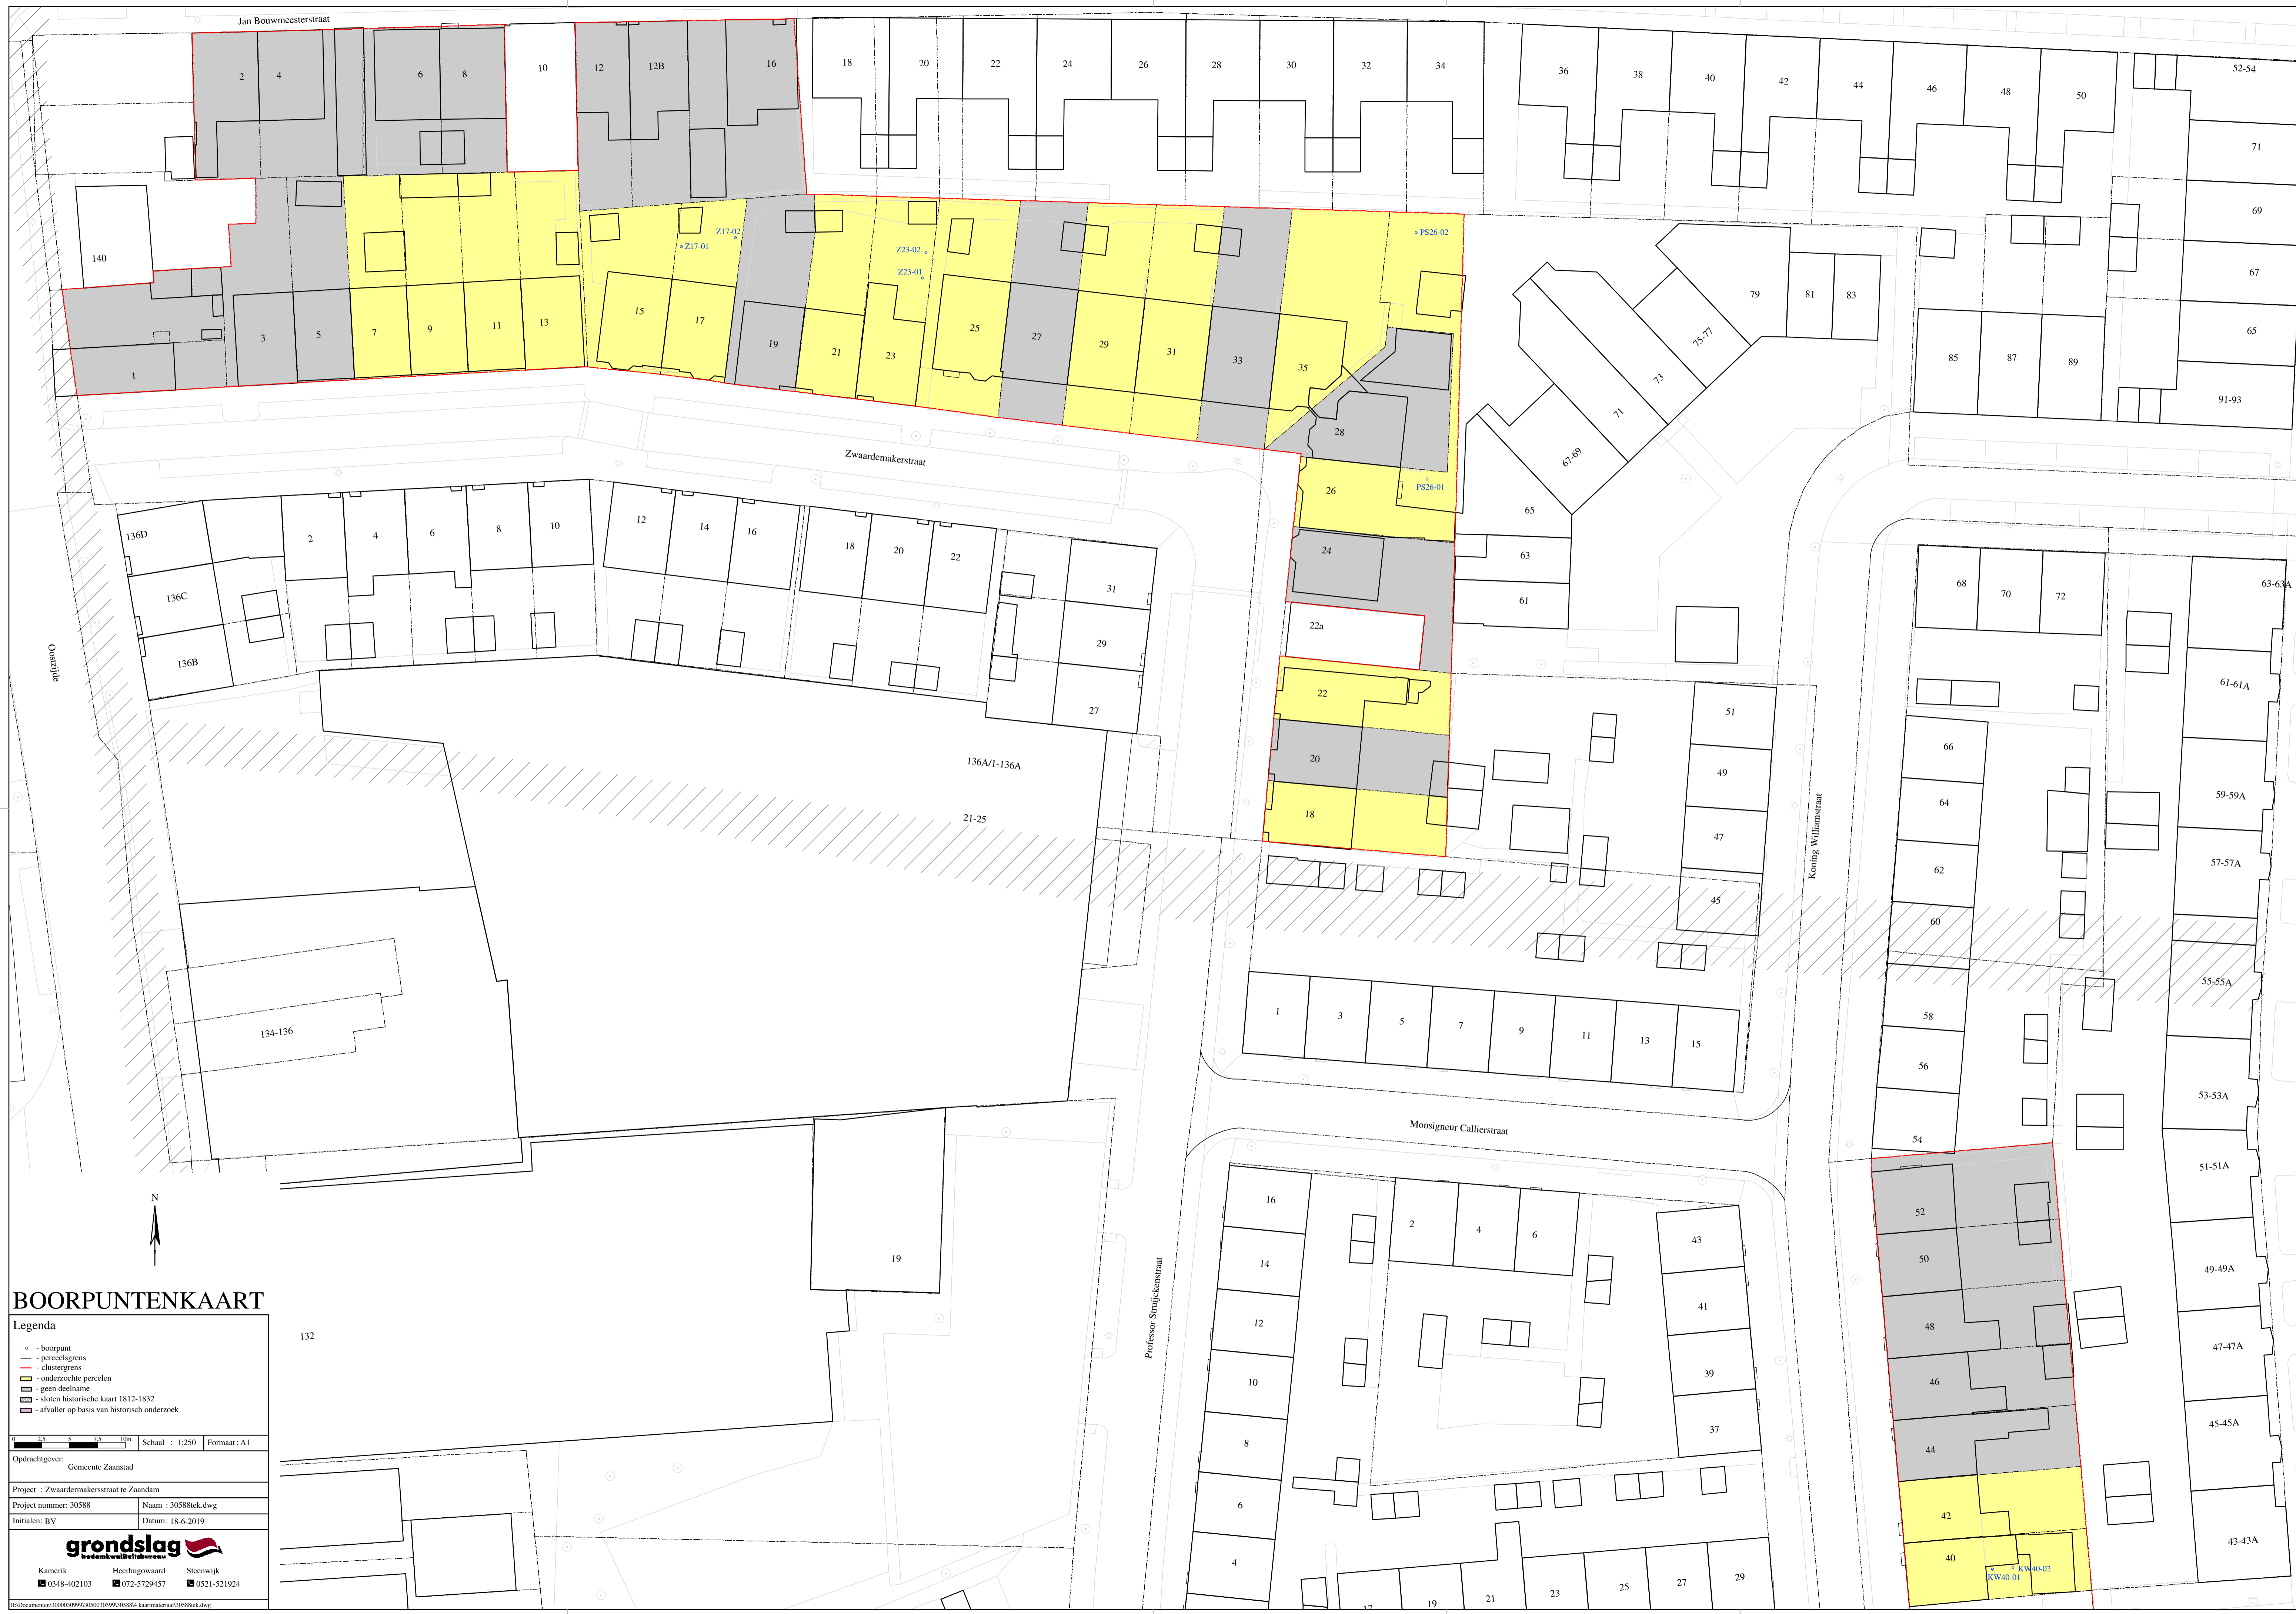 Jan Bouwmeesterstraat
2 4 6 8 10 12 12B 16 18 20 22 24 26 28 30 32 34 36 38 40 42 44 46 48 50 52-54
71
69
67
65
91-93
140
1 3 5 7 9 11 13 15 17 19 21 23 25 27 29 31 33 35
Z17-01
Z17-02
Z23-02
Z23-01
PS26-02
28
26
PS26-01
24
22a
22
20
18
79 81 83
75-77
73
71
67-69
65
63
61
85 87 89
Zwaardemakerstraat
136D
136C
136B
2 4 6 8 10 12 14 16 18 20 22
31
29
27
Oostzijde
136A/1-136A
21-25
134-136
51
49
47
45
Koning Williamstraat
68 70 72
66
64
62
60
58
56
54
63-63A
61-61A
59-59A
57-57A
55-55A
53-53A
51-51A
49-49A
47-47A
45-45A
43-43A
1 3 5 7 9 11 13 15
Monsigneur Callierstraat
Professor Struijckenstraat
16
14
12
10
8
6
4
2 4 6
43
41
39
37
17 19 21 23 25 27 29
52
50
48
46
44
42
40
KW40-01
KW40-02
19
132
N
BOORPUNTENKAART
Legenda
- boorpunt
- perceelsgrens
- clustergrens
- onderzochte percelen
- geen deelname
- sloten historische kaart 1812-1832
- afvaller op basis van historisch onderzoek
0 2,5 5 7,5 10m
Schaal : 1:250 Formaat : A1
Opdrachtgever:
Gemeente Zaanstad
Project : Zwaardermakersstraat te Zaandam
Project nummer: 30588 Naam : 30588tek.dwg
Initialen: BV Datum: 18-6-2019
grondslag
bodemkwaliteitsbureau
Kamerik Heerhugowaard Steenwijk
0348-402103 072-5729457 0521-521924
H:\Documenten\3000030999\3050030599\30588\4 kaartmateriaal\30588tek.dwg